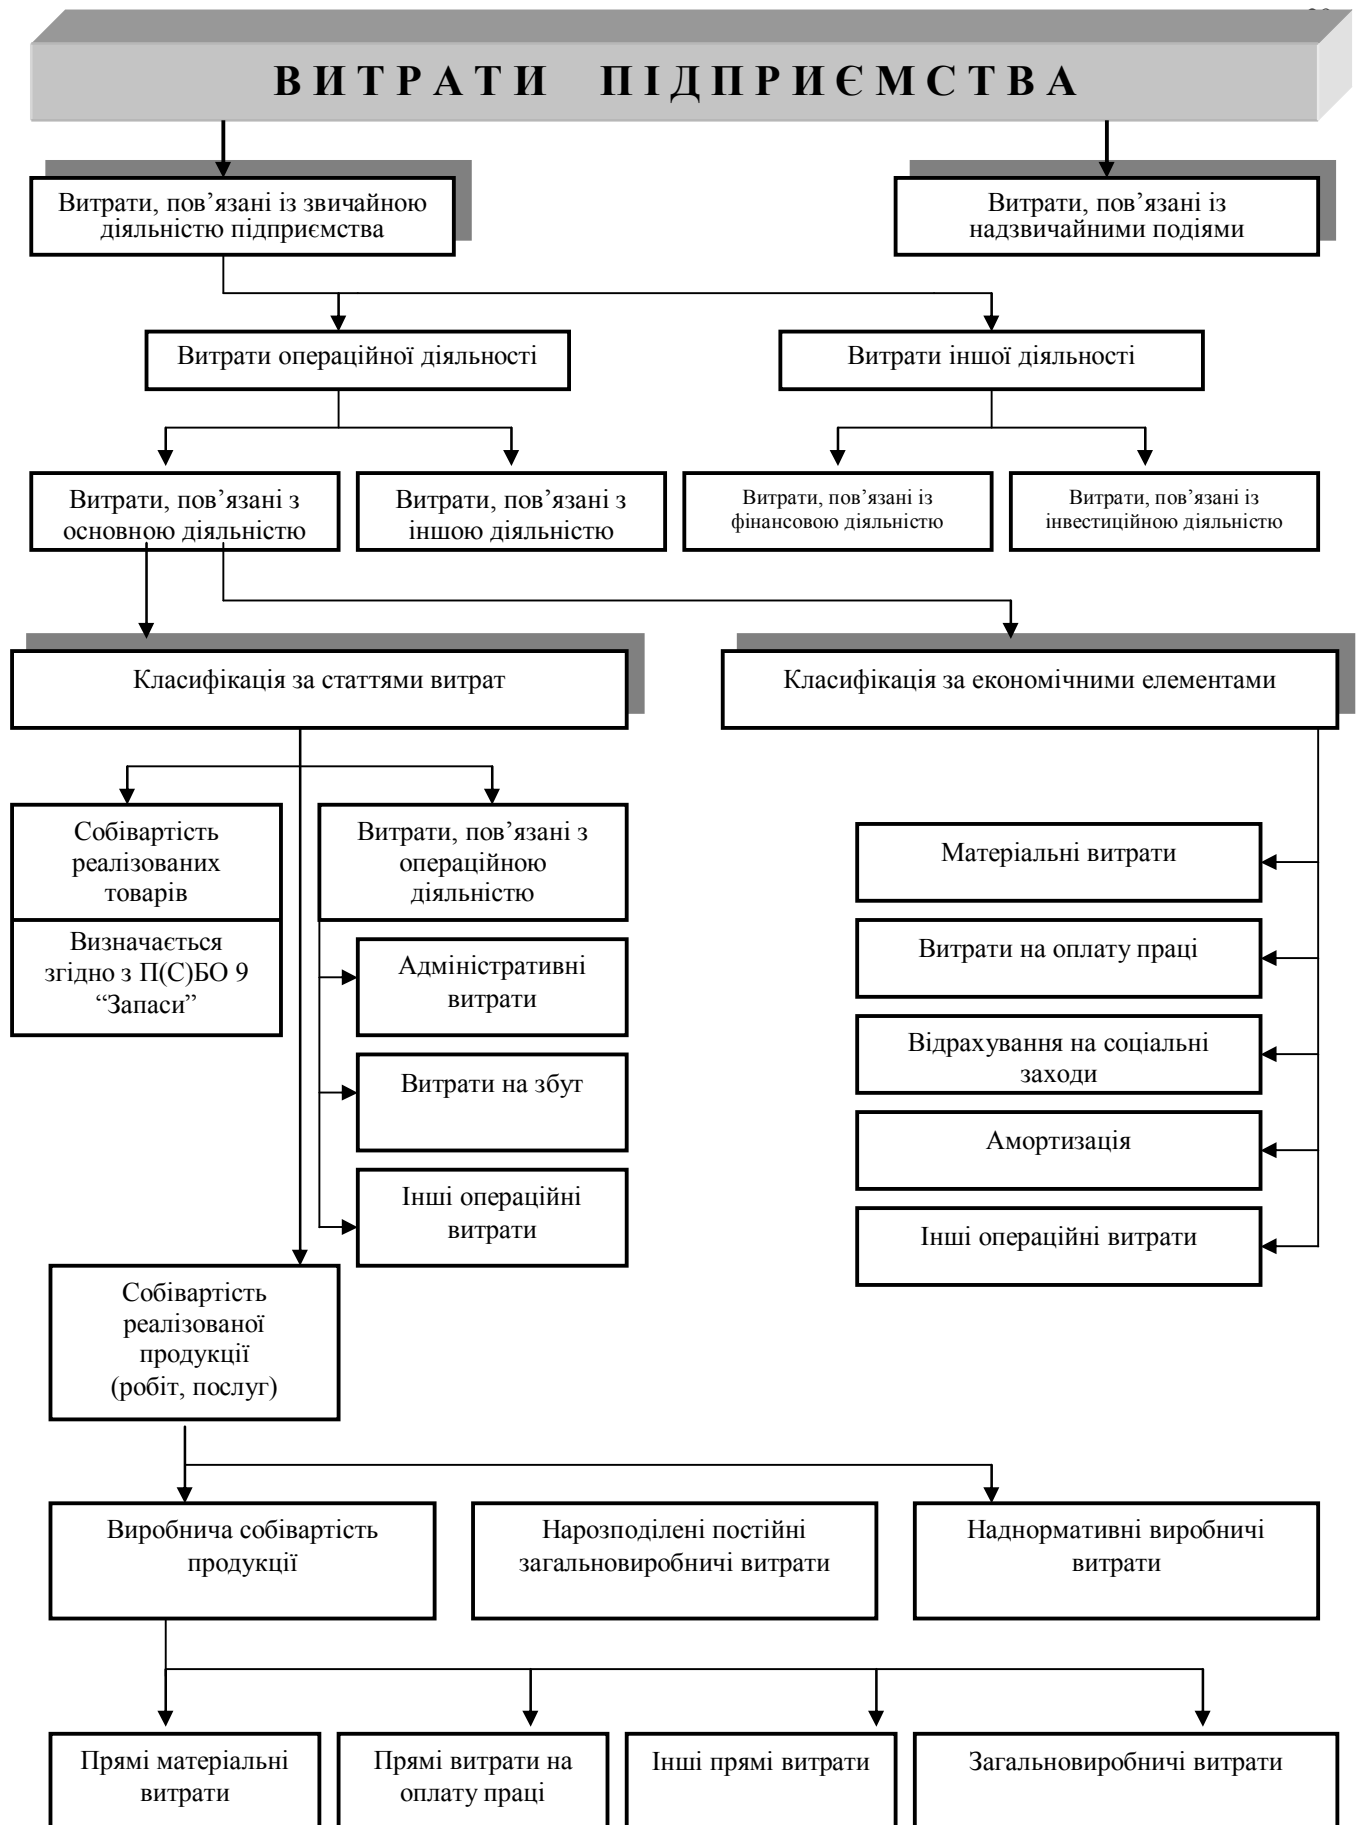 ВИТРАТИ ПІДПРИЄМСТВА
Витрати, пов’язані із звичайною
діяльністю підприємства
Витрати, пов’язані із
надзвичайними подіями
Витрати операційної діяльності
Витрати іншої діяльності
Витрати, пов’язані з
основною діяльністю
Витрати, пов’язані з
іншою діяльністю
Витрати, пов’язані із
фінансовою діяльністю
Витрати, пов’язані із
інвестиційною діяльністю
Класифікація за статтями витрат
Класифікація за економічними елементами
Собівартість
реалізованих
товарів
Визначається
згідно з П(С)БО 9
“Запаси”
Витрати, пов’язані з
операційною
діяльністю
Адміністративні
витрати
Витрати на збут
Інші операційні
витрати
Матеріальні витрати
Витрати на оплату праці
Відрахування на соціальні
заходи
Амортизація
Інші операційні витрати
Собівартість
реалізованої
продукції
(робіт, послуг)
Виробнича собівартість
продукції
Нарозподілені постійні
загальновиробничі витрати
Наднормативні виробничі
витрати
Прямі матеріальні
витрати
Прямі витрати на
оплату праці
Інші прямі витрати
Загальновиробничі витрати